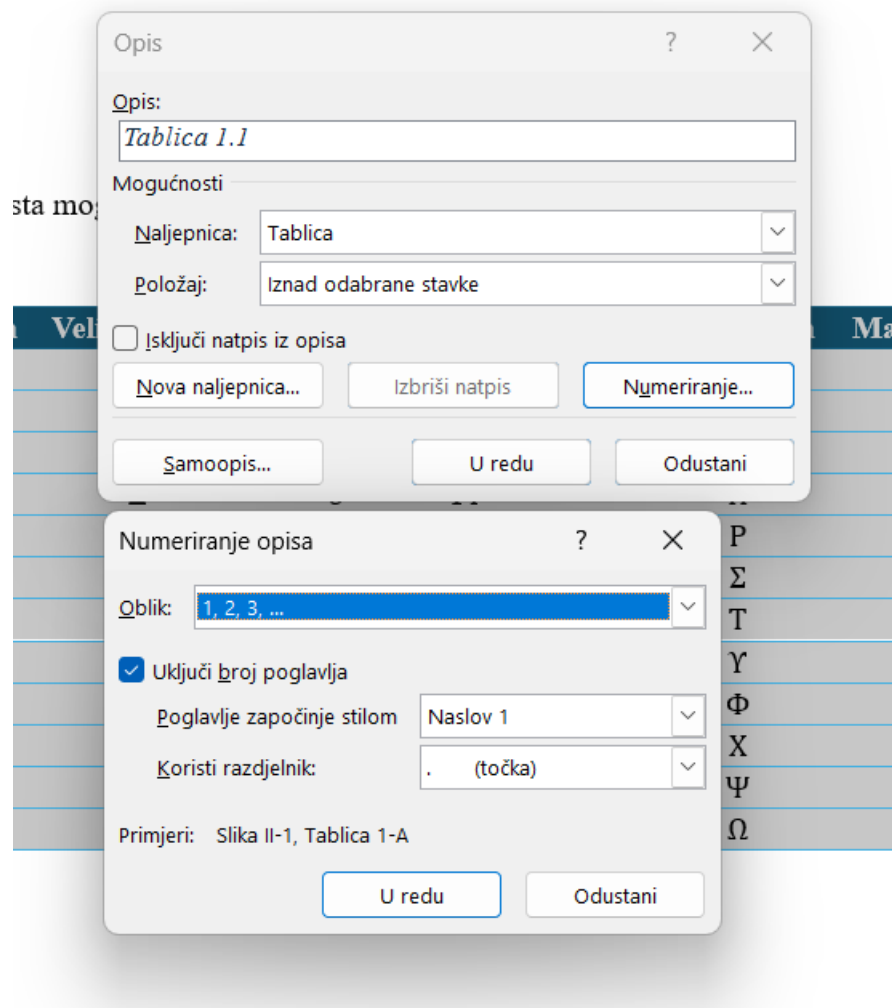 Opis
?
Opis:
Tablica 1.1
sta mo
Mogućnosti
Naljepnica: Tablica
Položaj: Iznad odabrane stavke
Vel
Ma
Isključi natpis iz opisa
Nova naljepnica... Izbriši natpis Numeriranje...
Samoopis... U redu Odustani
Numeriranje opisa ?
Ρ
Σ
Oblik: 1, 2, 3, ...
Τ
ϒ
Uključi broj poglavlja
Φ
Poglavlje započinje stilom Naslov 1
Χ
Koristi razdjelnik: . (točka)
Ψ
Ω
Primjeri: Slika II-1, Tablica 1-A
U redu Odustani